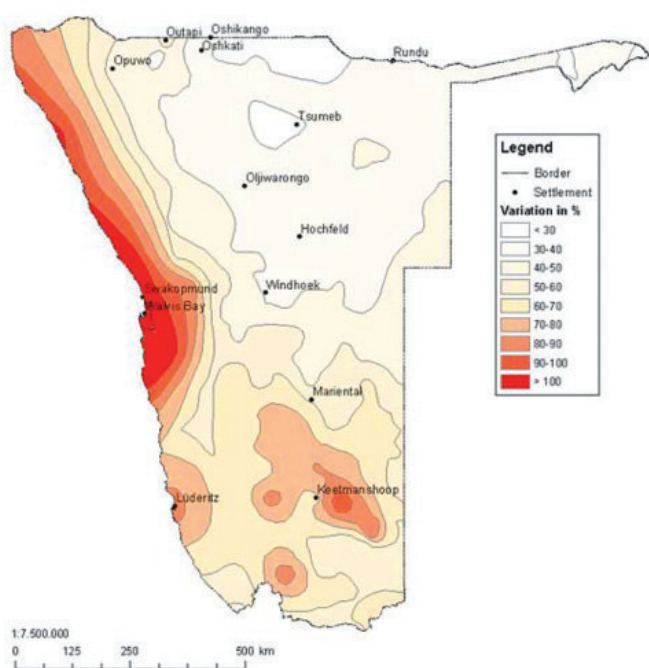 Outapi
Oshikango
Oshkati
Opuwo
Rundu
Tsumeb
Oljiwarongo
Hochfeld
Windhoek
Swakopmund
Walvis Bay
Mariental
Keetmanshoop
Lüderitz
Legend
Border
Settlement
Variation in %
< 30
30-40
40-50
50-60
60-70
70-80
80-90
90-100
> 100
1:7.500.000
0 125 250 500 km